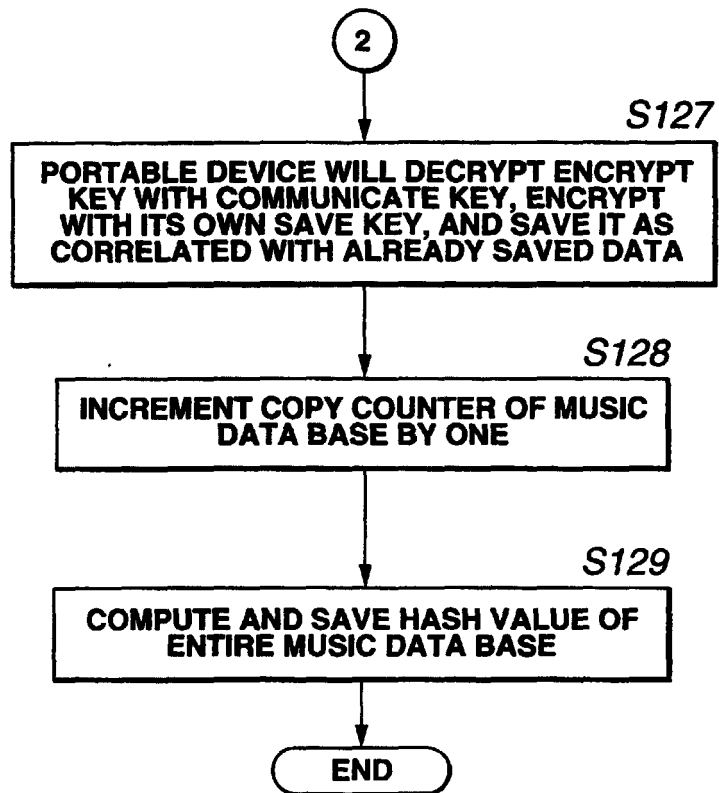 2
S127
PORTABLE DEVICE WILL DECRYPT ENCRYPT
KEY WITH COMMUNICATE KEY, ENCRYPT
WITH ITS OWN SAVE KEY, AND SAVE IT AS
CORRELATED WITH ALREADY SAVED DATA
S128
INCREMENT COPY COUNTER OF MUSIC
DATA BASE BY ONE
S129
COMPUTE AND SAVE HASH VALUE OF
ENTIRE MUSIC DATA BASE
END